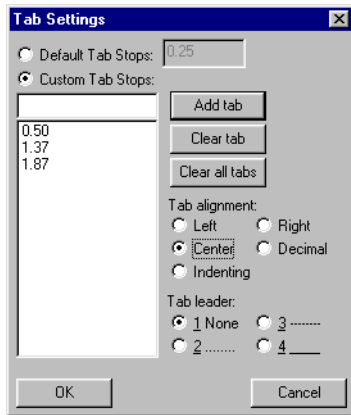 Tab Settings
Default Tab Stops: 0.25
Custom Tab Stops:
Add tab
0.50
1.37
1.87
Clear tab
Clear all tabs
Tab alignment:
Left Right
Center Decimal
Indenting
Tab leader:
1 None 3 --------
2 ........ 4 ____
OK Cancel